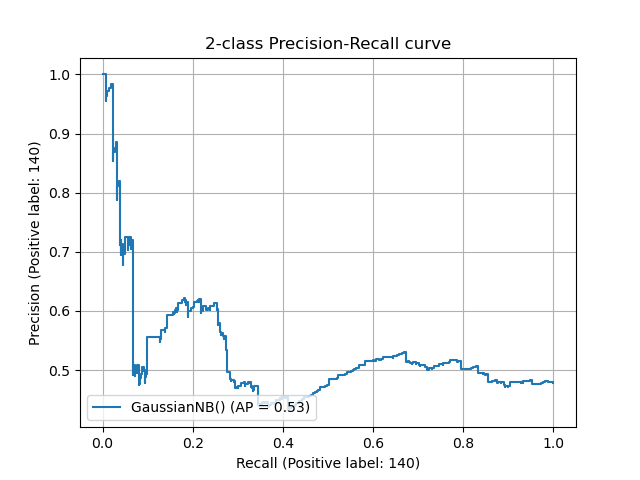 2-class Precision-Recall curve
1.0
0.9
0.8
0.7
0.6
0.5
Precision (Positive label: 140)
GaussianNB() (AP = 0.53)
0.0 0.2 0.4 0.6 0.8 1.0
Recall (Positive label: 140)